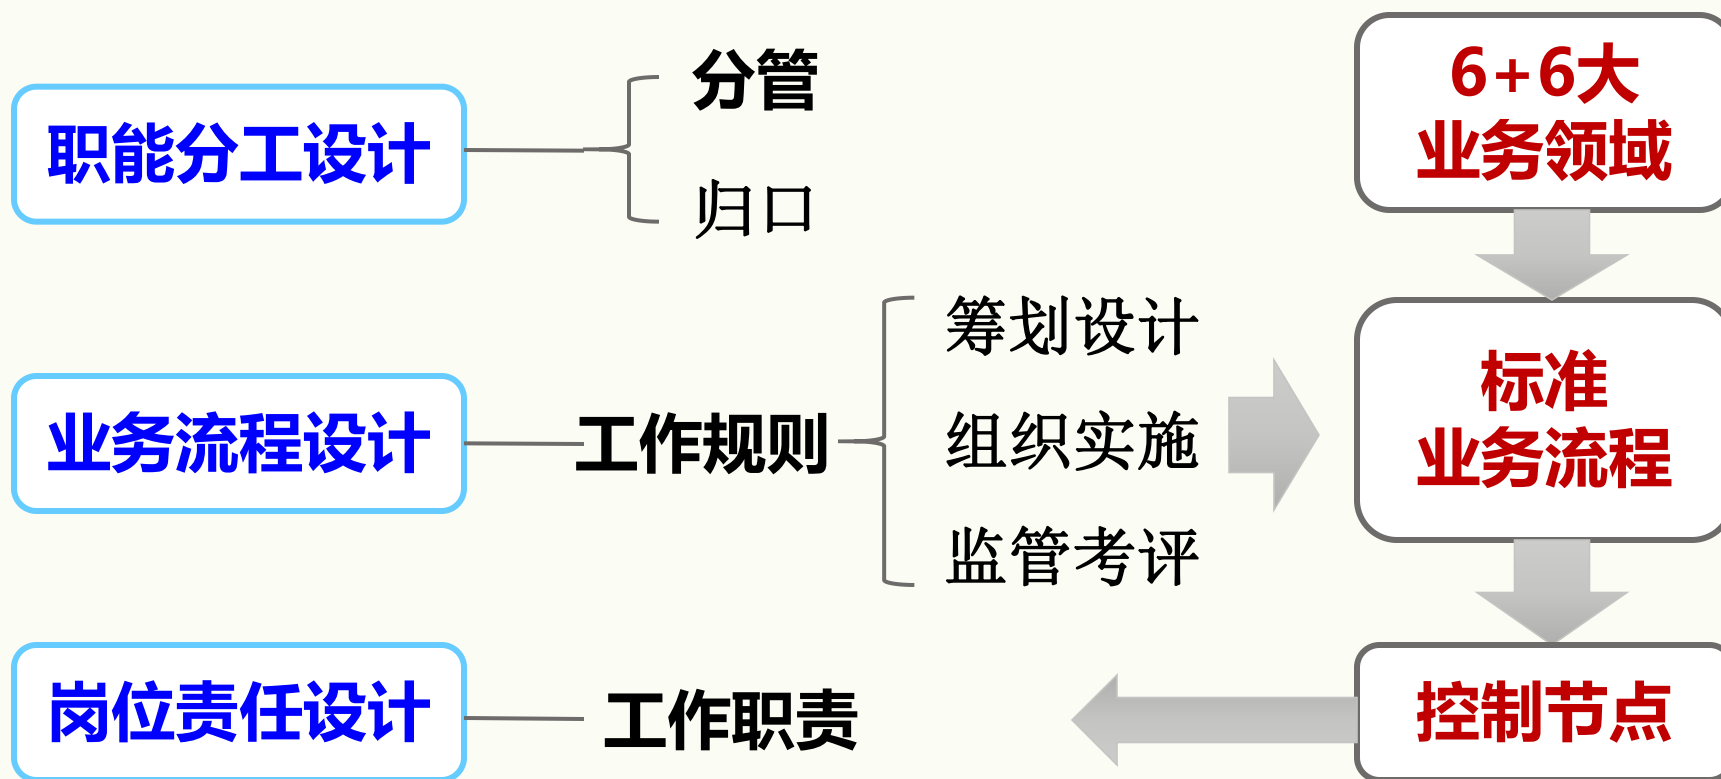 职能分工设计
分管
归口
6+6大
业务领域
业务流程设计
工作规则
筹划设计
组织实施
监管考评
标准
业务流程
岗位责任设计
工作职责
控制节点